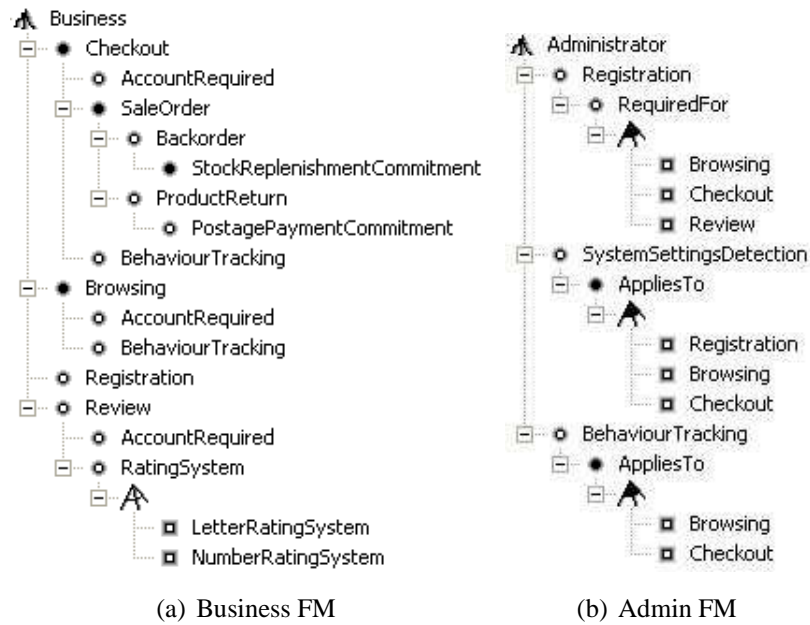 Business
Checkout
AccountRequired
SaleOrder
Backorder
StockReplenishmentCommitment
ProductReturn
PostagePaymentCommitment
BehaviourTracking
Browsing
AccountRequired
BehaviourTracking
Registration
Review
AccountRequired
RatingSystem
LetterRatingSystem
NumberRatingSystem
(a) Business FM
Administrator
Registration
RequiredFor
Browsing
Checkout
Review
SystemSettingsDetection
AppliesTo
Registration
Browsing
Checkout
BehaviourTracking
AppliesTo
Browsing
Checkout
(b) Admin FM